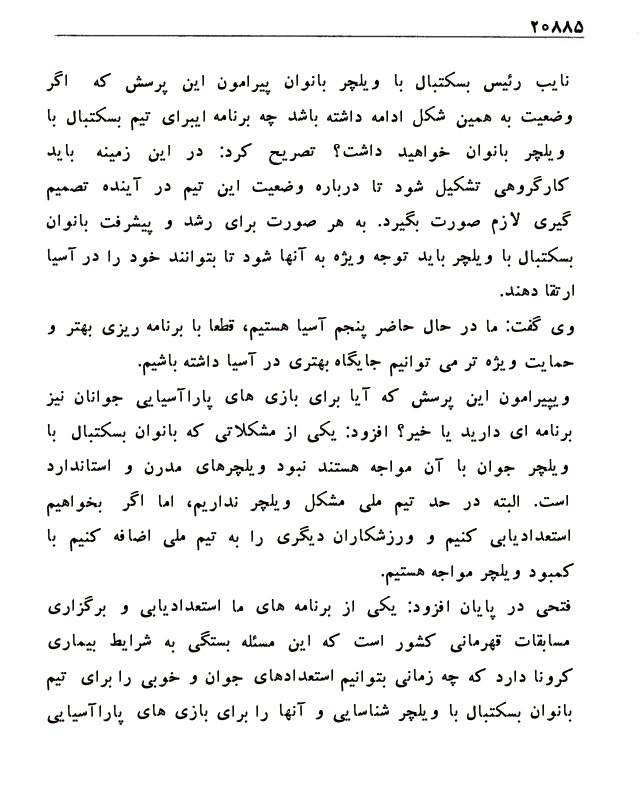 ۲۰۸۸۵
نایب رئیس بسکتبال با ویلچر بانوان پیرامون این پرسش که اگر
وضعیت به همین شکل ادامه داشته باشد چه برنامه ایبرای تیم بسکتبال با
ویلچر بانوان خواهید داشت؟ تصریح کرد: در این زمینه باید
کارگروهی تشکیل شود تا درباره وضعیت این تیم در آینده تصمیم
گیری لازم صورت بگیرد. به هر صورت برای رشد و پیشرفت بانوان
بسکتبال با ویلچر باید توجه ویژه به آنها شود تا بتوانند خود را در آسیا
ارتقا دهند.
وی گفت: ما در حال حاضر پنجم آسیا هستیم، قطعا با برنامه ریزی بهتر و
حمایت ویژه تر می توانیم جایگاه بهتری در آسیا داشته باشیم.
ویپیرامون این پرسش که آیا برای بازی های پاراآسیایی جوانان نیز
برنامه ای دارید یا خیر؟ افزود: یکی از مشکلاتی که بانوان بسکتبال با
ویلچر جوان با آن مواجه هستند نبود ویلچرهای مدرن و استاندارد
است. البته در حد تیم ملی مشکل ویلچر نداریم، اما اگر بخواهیم
استعدادیابی کنیم و ورزشکاران دیگری را به تیم ملی اضافه کنیم با
کمبود ویلچر مواجه هستیم.
فتحی در پایان افزود: یکی از برنامه های ما استعدادیابی و برگزاری
مسابقات قهرمانی کشور است که این مسئله بستگی به شرایط بیماری
کرونا دارد که چه زمانی بتوانیم استعدادهای جوان و خوبی را برای تیم
بانوان بسکتبال با ویلچر شناسایی و آنها را برای بازی های پاراآسیایی